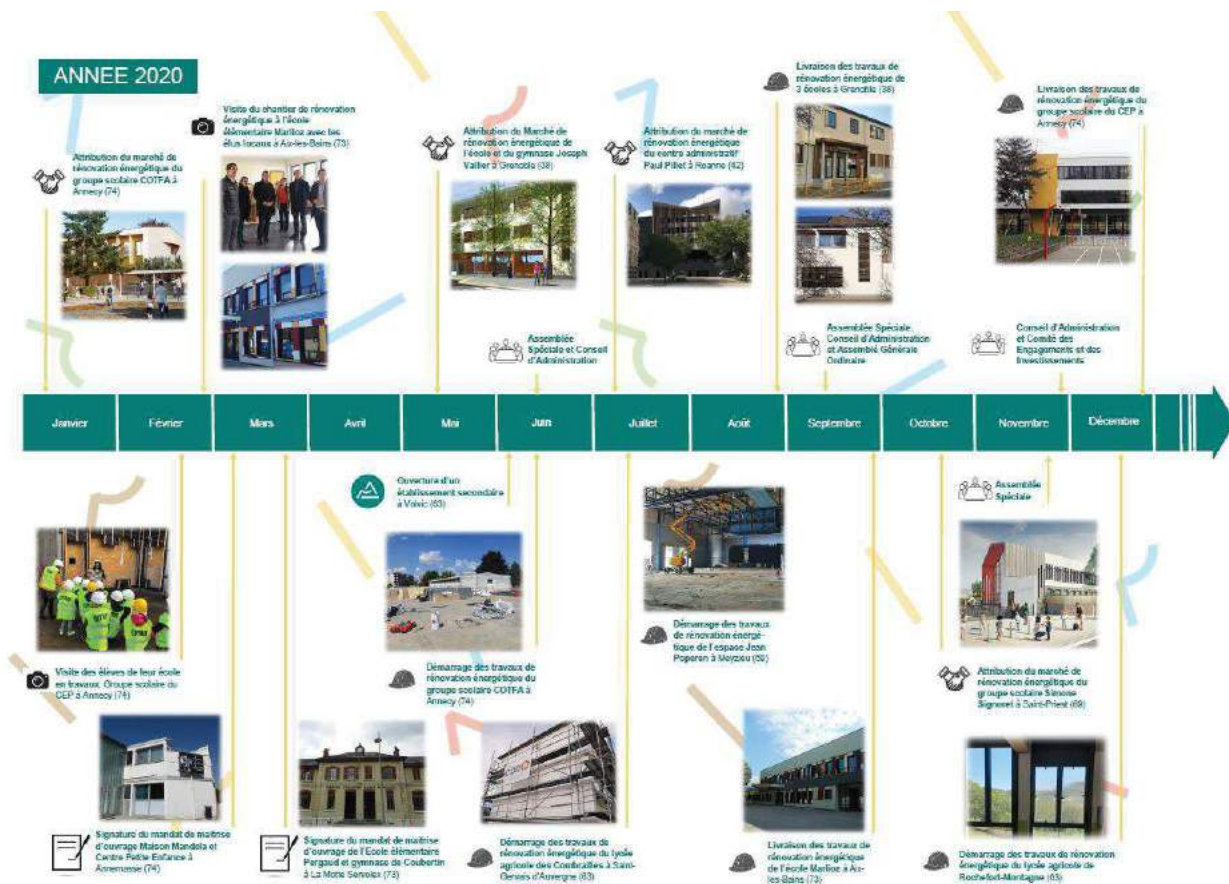 ANNEE 2020
Attribution du marché de
rénovation énergétique du
groupe scolaire COTFA à
Annecy (74)
Visite du chantier de rénovation
énergétique à l'école
élémentaire Marlioz avec les
élus locaux à Aix-les-Bains (73)
Attribution du Marché de
rénovation énergétique de
l'école et du gymnase Joseph
Vallier à Grenoble (38)
Attribution du marché de
rénovation énergétique
du centre administratif
Paul Pillet à Roanne (42)
Livraison des travaux de
rénovation énergétique de
3 écoles à Grenoble (38)
Livraison des travaux de
rénovation énergétique du
groupe scolaire du CEP à
Annecy (74)
Assemblée
Spéciale et Conseil
d'Administration
Assemblée Spéciale,
Conseil d'Administration
et Assemblé Générale
Ordinaire
Conseil d'Administration
et Comité des
Engagements et des
Investissements
Janvier
Février
Mars
Avril
Mai
Juin
Juillet
Août
Septembre
Octobre
Novembre
Décembre
Ouverture d'un
établissement secondaire
à Volvic (63)
Assemblée
Spéciale
Visite des élèves de leur école
en travaux, Groupe scolaire du
CEP à Annecy (74)
Démarrage des travaux de
rénovation énergétique du
groupe scolaire COTFA à
Annecy (74)
Démarrage des travaux
de rénovation énergé-
tique de l'espace Jean
Poperen à Meyzieu (69)
Attribution du marché de
rénovation énergétique du
groupe scolaire Simone
Signoret à Saint-Priest (69)
Signature du mandat de maîtrise
d'ouvrage Maison Mandela et
Centre Petite Enfance à
Annemasse (74)
Signature du mandat de maîtrise
d'ouvrage de l'Ecole élémentaire
Pergaud et gymnase de Coubertin
à La Motte Servolex (73)
Démarrage des travaux de
rénovation énergétique du lycée
agricole des Combrailles à Saint-
Gervais d'Auvergne (63)
Livraison des travaux de
rénovation énergétique
de l'école Marlioz à Aix-
les-Bains (73)
Démarrage des travaux de rénovation
énergétique du lycée agricole de
Rochefort-Montagne (63)